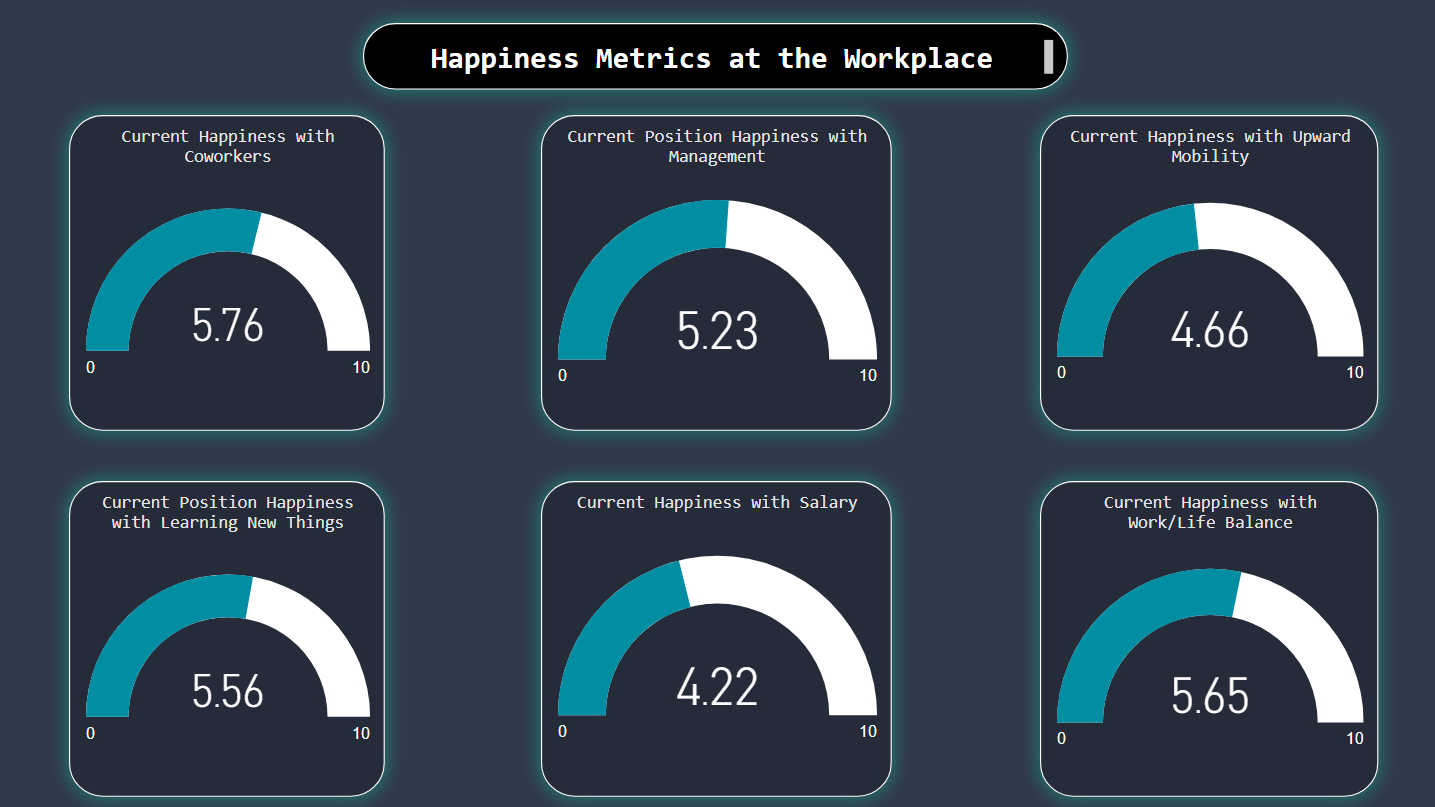 Happiness Metrics at the Workplace
Current Happiness with
Coworkers
5.76
0
10
Current Position Happiness with
Management
5.23
0
10
Current Happiness with Upward
Mobility
4.66
0
10
Current Position Happiness
with Learning New Things
5.56
0
10
Current Happiness with Salary
4.22
0
10
Current Happiness with
Work/Life Balance
5.65
0
10